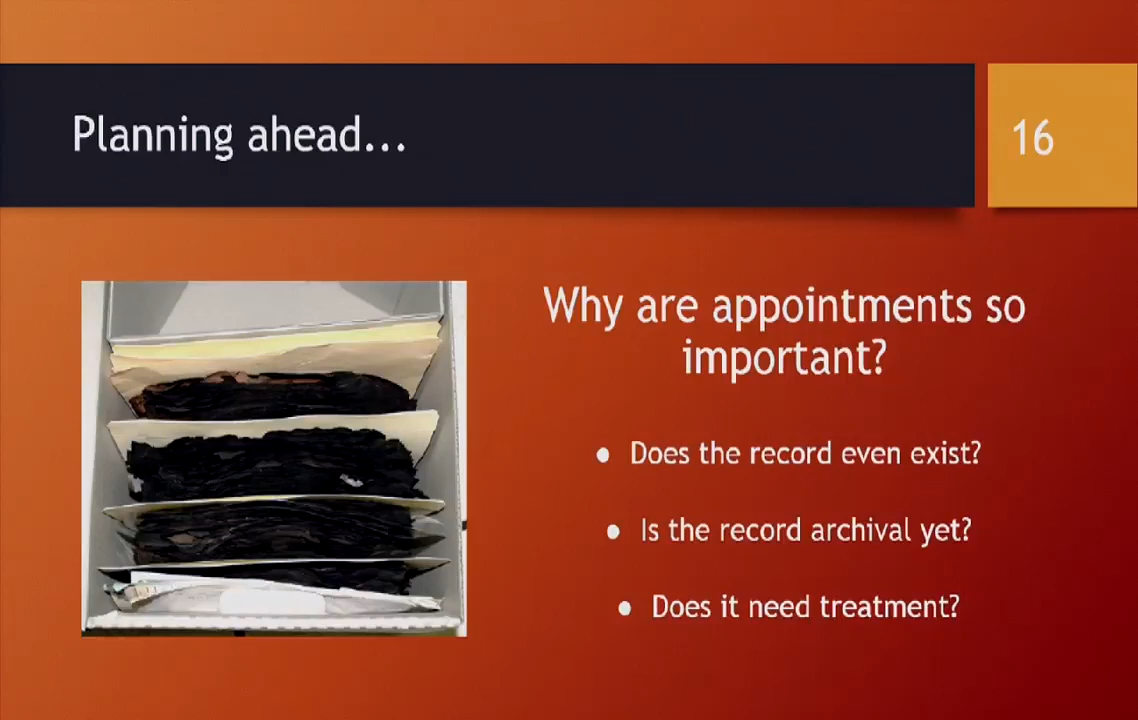 Planning ahead...
16
Why are appointments so
important?
• Does the record even exist?
• Is the record archival yet?
• Does it need treatment?